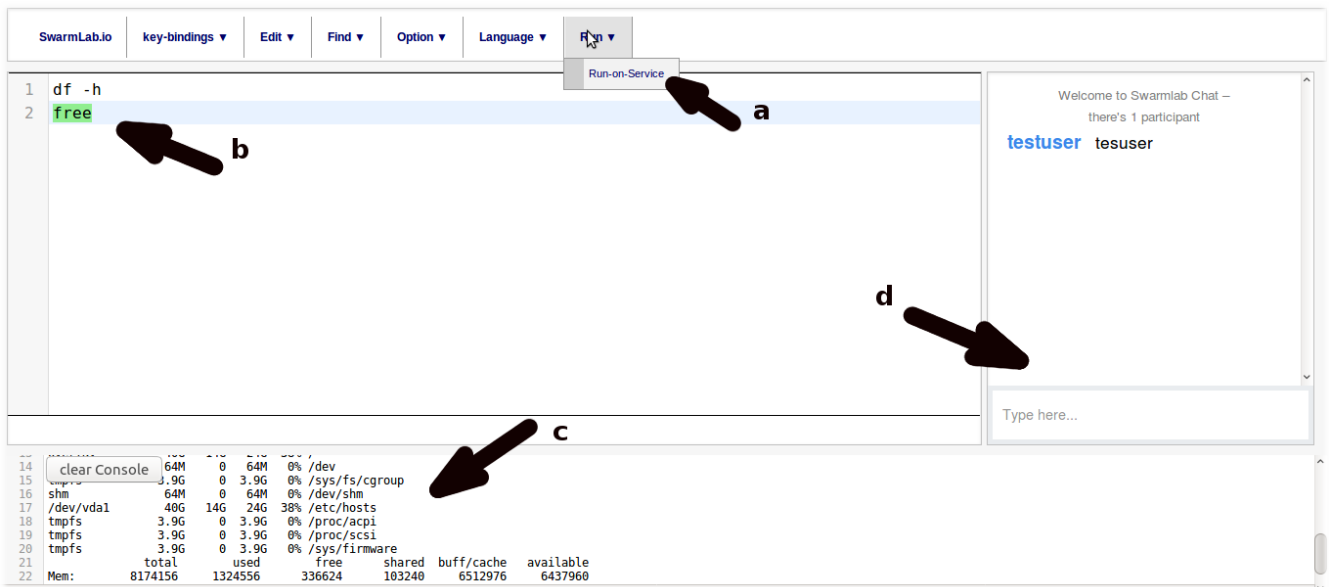 SwarmLab.io key-bindings ▼ Edit ▼ Find ▼ Option ▼ Language ▼ Run ▼
Run-on-Service
a
1 df -h
2 free
b
Welcome to Swarmlab Chat –
there's 1 participant
testuser tesuser
d
Type here...
c
clear Console
14 64M 0 64M 0% /dev
15 tmpfs 3.9G 0 3.9G 0% /sys/fs/cgroup
16 shm 64M 0 64M 0% /dev/shm
17 /dev/vda1 40G 14G 24G 38% /etc/hosts
18 tmpfs 3.9G 0 3.9G 0% /proc/acpi
19 tmpfs 3.9G 0 3.9G 0% /proc/scsi
20 tmpfs 3.9G 0 3.9G 0% /sys/firmware
21 total used free shared buff/cache available
22 Mem: 8174156 1324556 336624 103240 6512976 6437960